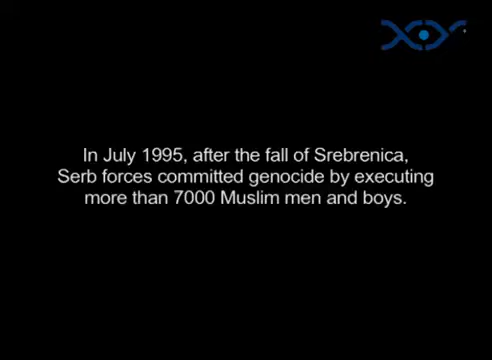 In July 1995, after the fall of Srebrenica,
Serb forces committed genocide by executing
more than 7000 Muslim men and boys.